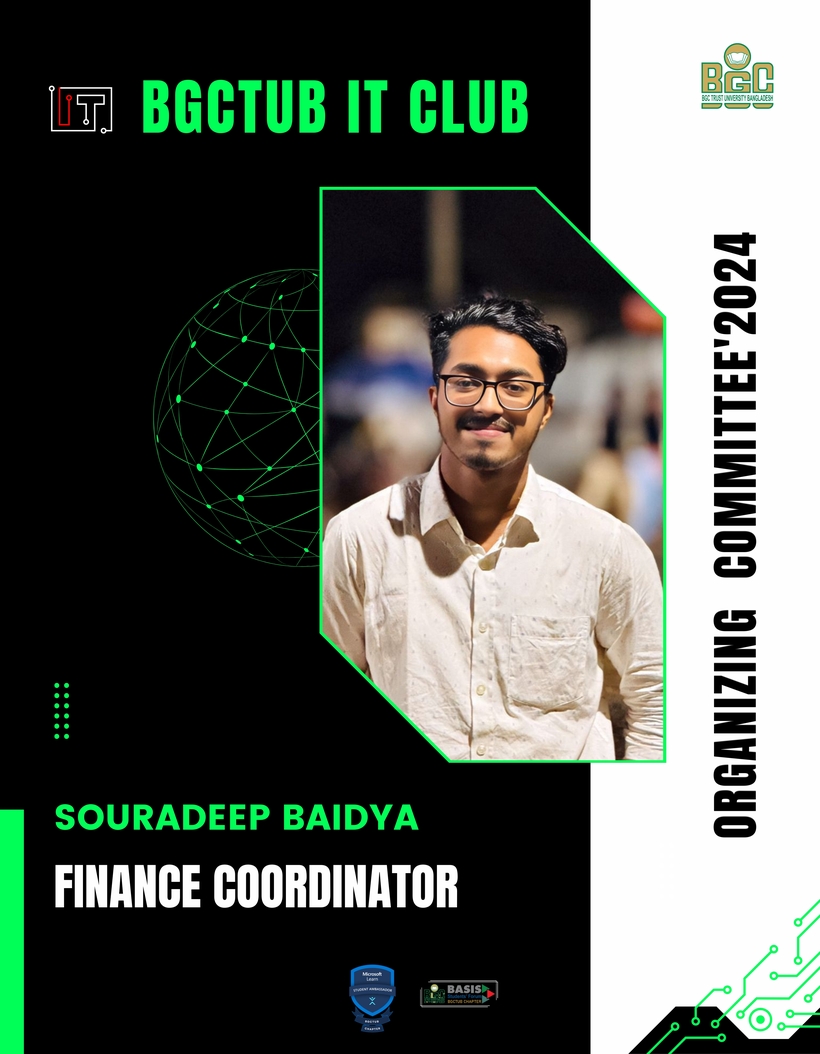 IT
BGCTUB IT CLUB
BGC
BGC TRUST UNIVERSITY BANGLADESH
ORGANIZING COMMITTEE'2024
SOURADEEP BAIDYA
FINANCE COORDINATOR
Microsoft
Learn
STUDENT AMBASSADOR
BGCTUB
CHAPTER
BASIS
Students' Forum
BGCTUB CHAPTER